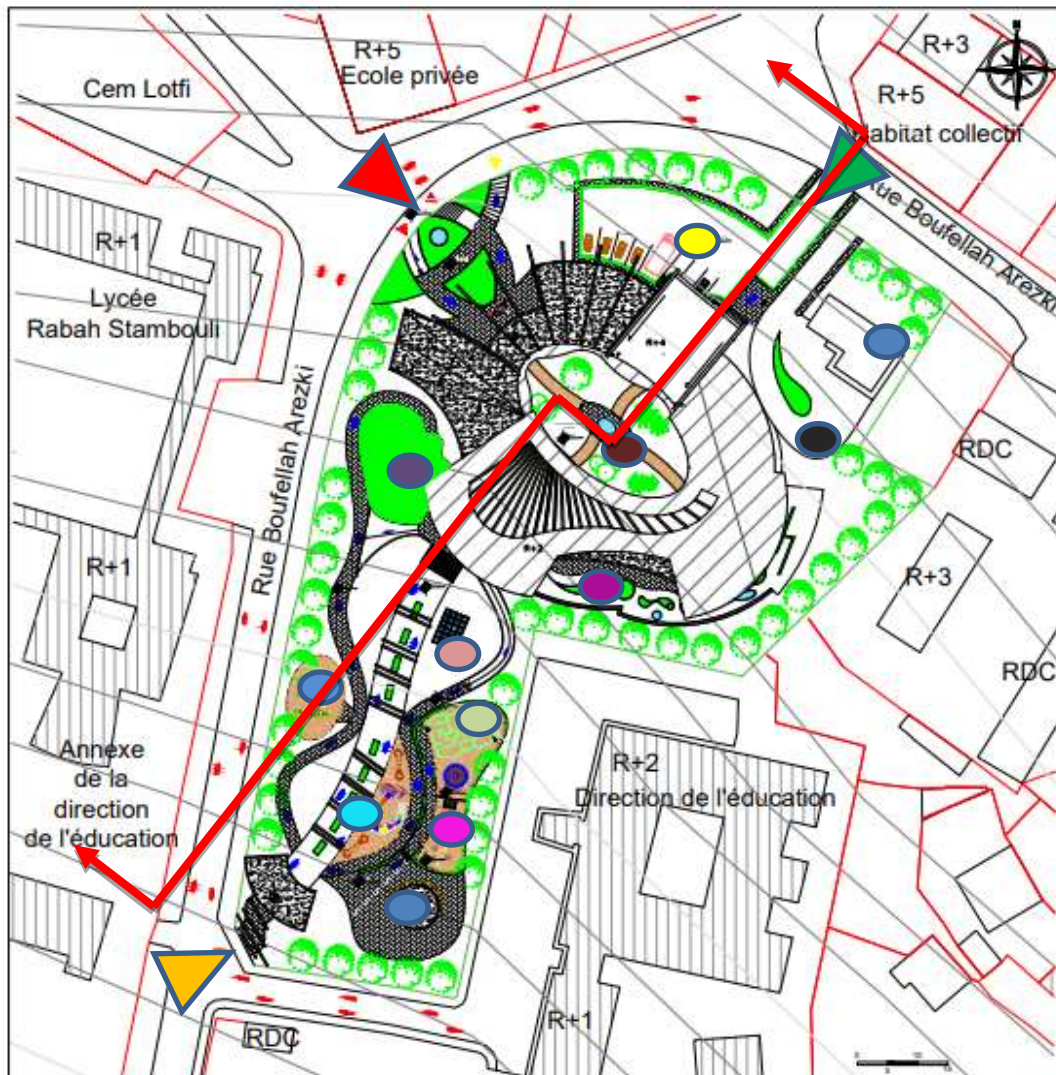 R+5
Ecole privée
R+3
Cem Lotfi
R+5
Habitat collectif
Rue Boufellah Arezki
R+1
Lycée
Rabah Stambouli
Rue Boufellah Arezki
RDC
R+1
R+3
RDC
Annexe
de la
direction
de l'éducation
R+2
Direction de l'éducation
R+1
RDC